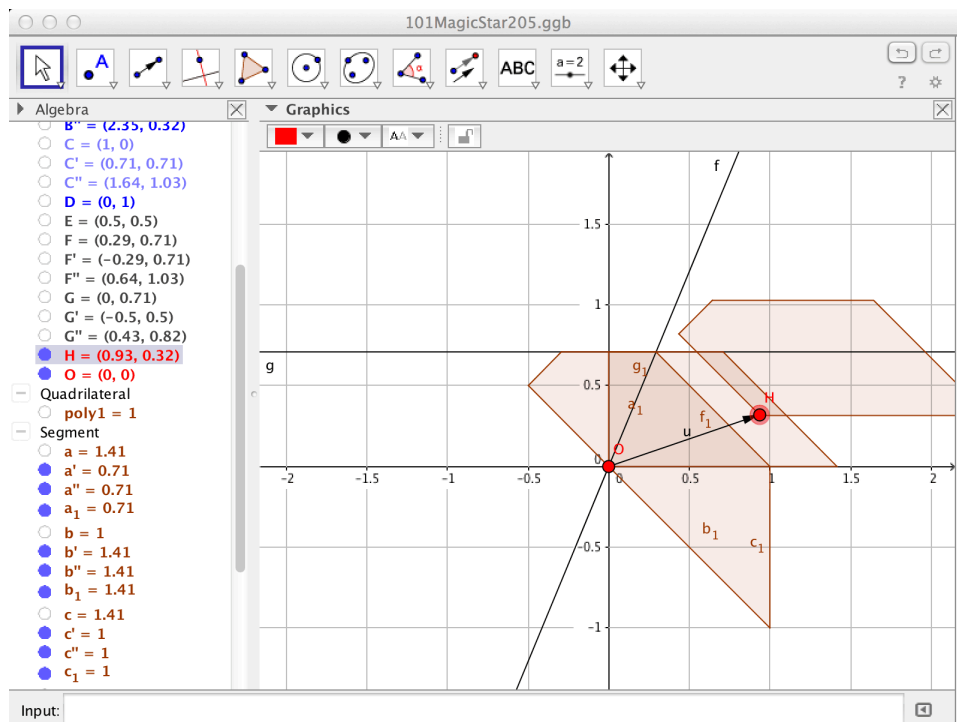 101MagicStar205.ggb
A
α
ABC
a=2
?
Algebra
Graphics
AA
B" = (2.35, 0.32)
C = (1, 0)
C' = (0.71, 0.71)
C" = (1.64, 1.03)
D = (0, 1)
E = (0.5, 0.5)
F = (0.29, 0.71)
F' = (-0.29, 0.71)
F" = (0.64, 1.03)
G = (0, 0.71)
G' = (-0.5, 0.5)
G" = (0.43, 0.82)
H = (0.93, 0.32)
O = (0, 0)
Quadrilateral
poly1 = 1
Segment
a = 1.41
a' = 0.71
a" = 0.71
a₁ = 0.71
b = 1
b' = 1.41
b" = 1.41
b₁ = 1.41
c = 1.41
c' = 1
c" = 1
c₁ = 1
f
1.5
1
g
g₁
0.5
a₁
H
f₁
u
O
0
-2
-1
-0.5
0
0.5
1
1.5
2
-0.5
b₁
c₁
-1
Input: